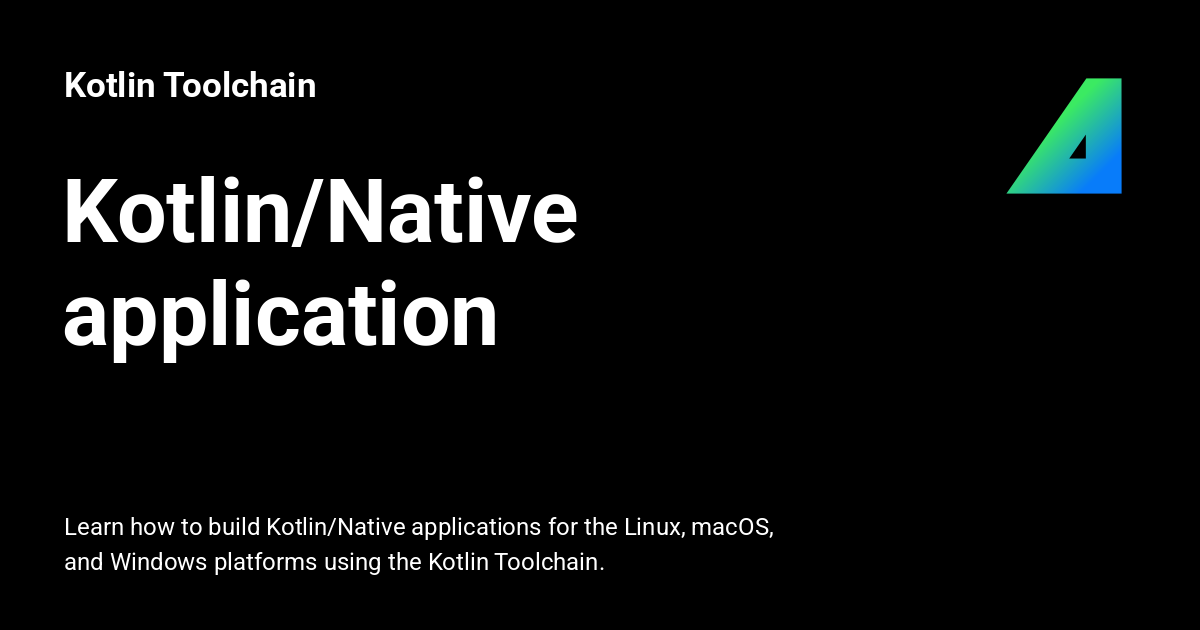 Kotlin Toolchain
Kotlin/Native
application
Learn how to build Kotlin/Native applications for the Linux, macOS,
and Windows platforms using the Kotlin Toolchain.